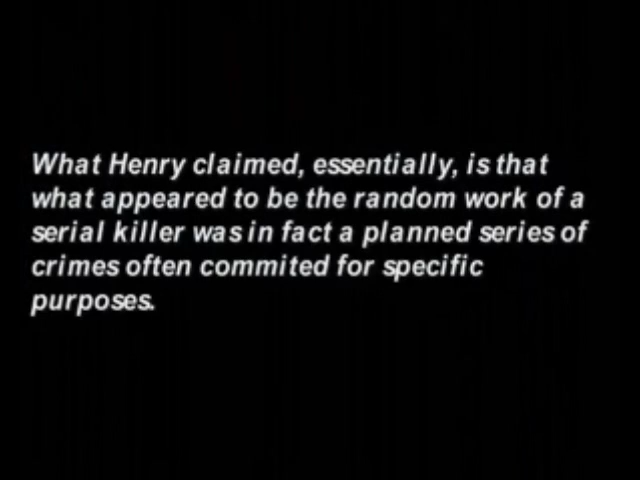 What Henry claimed, essentially, is that
what appeared to be the random work of a
serial killer was in fact a planned series of
crimes often commited for specific
purposes.